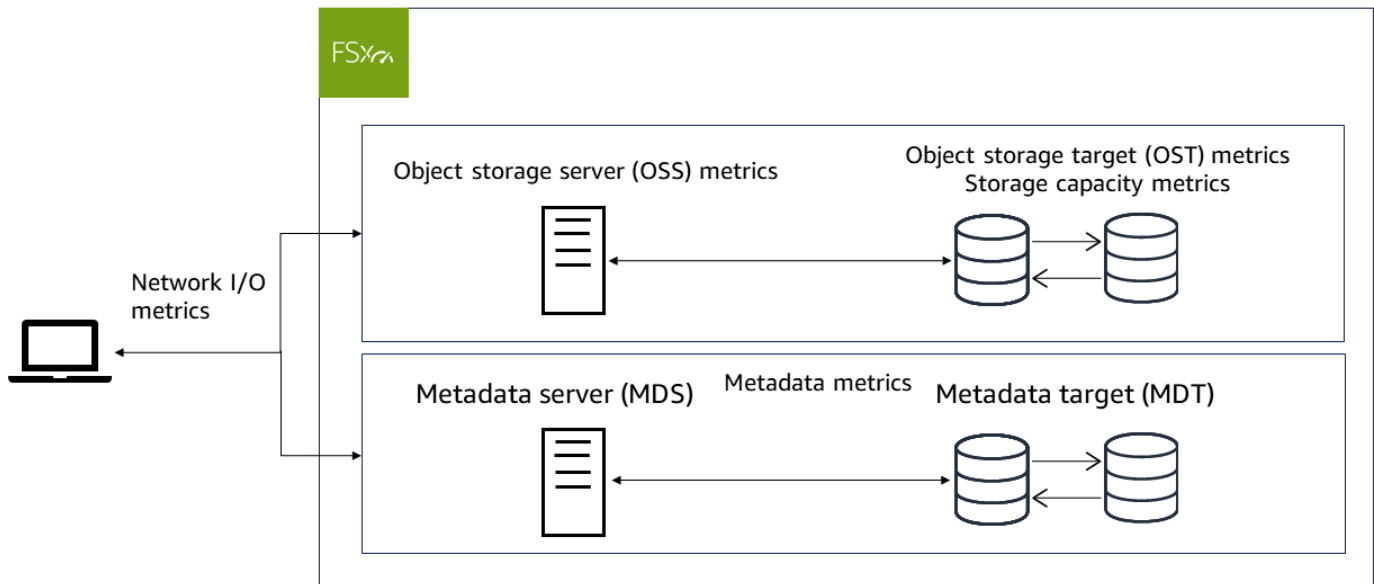 FSx
Object storage server (OSS) metrics
Object storage target (OST) metrics
Storage capacity metrics
Network I/O
metrics
Metadata server (MDS)
Metadata metrics
Metadata target (MDT)